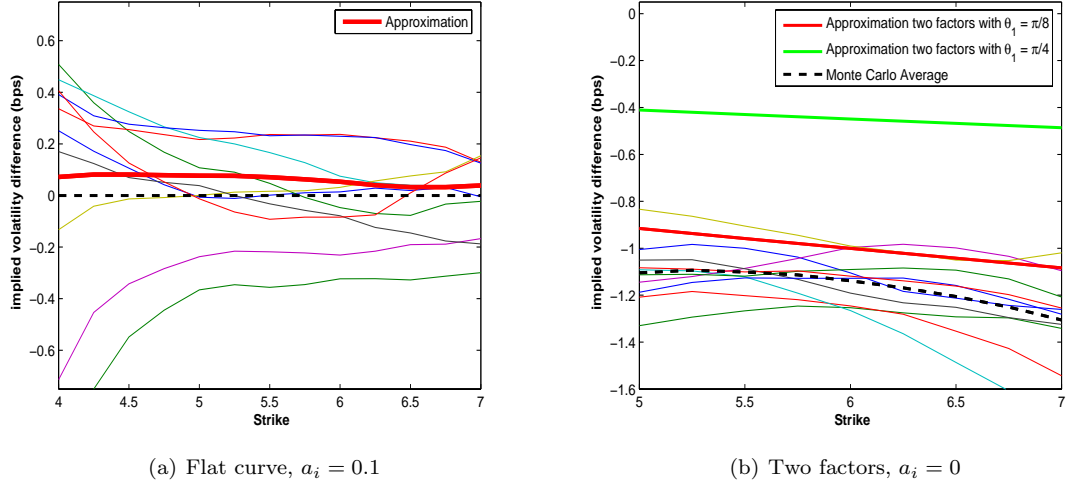 Approximation
0.6
0.4
0.2
0
−0.2
−0.4
−0.6
implied volatility difference (bps)
4
4.5
5
5.5
6
6.5
7
Strike
(a) Flat curve, a_i = 0.1
Approximation two factors with θ_1 = π/8
Approximation two factors with θ_1 = π/4
Monte Carlo Average
0
−0.2
−0.4
−0.6
−0.8
−1
−1.2
−1.4
−1.6
implied volatility difference (bps)
5
5.5
6
6.5
7
Strike
(b) Two factors, a_i = 0